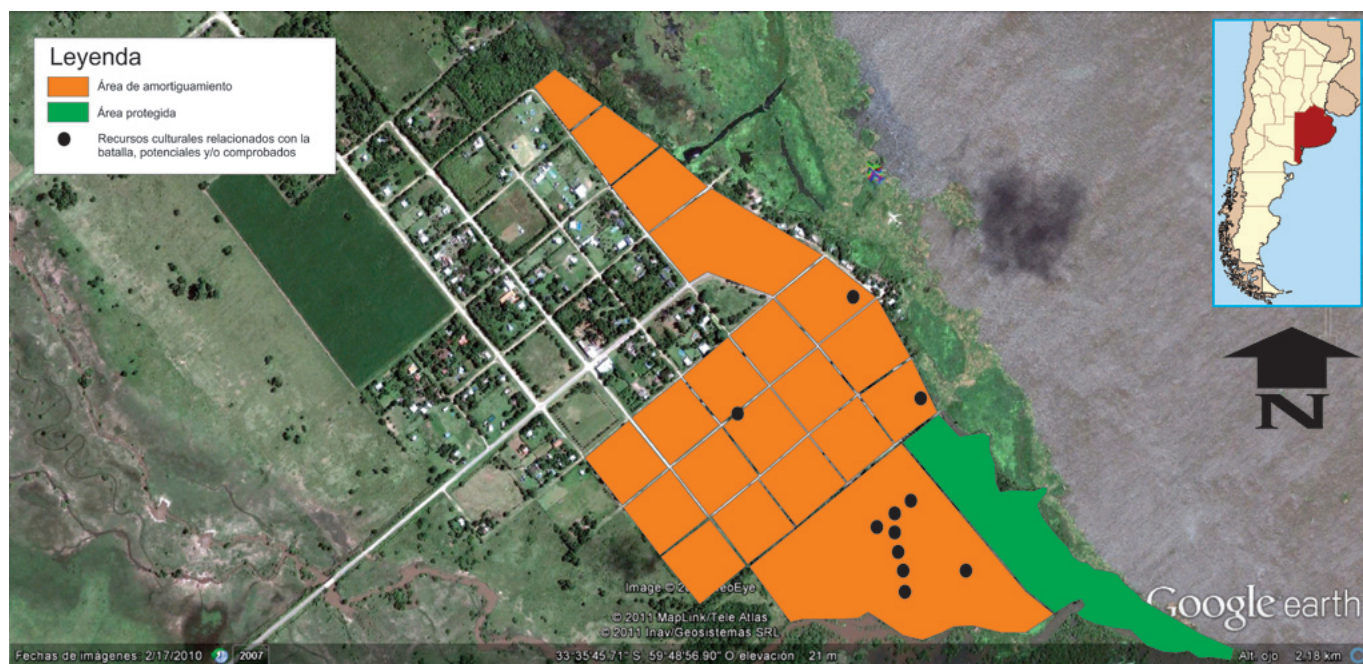 Leyenda
Área de amortiguamiento
Área protegida
Recursos culturales relacionados con la
batalla, potenciales y/o comprobados
N
Image ©
eoEye
© 2011 MapLink/Tele Atlas
© 2011 Inav/Geosistemas SRL
Google earth
Fechas de imágenes: 2/17/2010
2007
33°35'45.71" S 59°48'56.90" O elevación 21 m
Alt. ojo 2.18 km